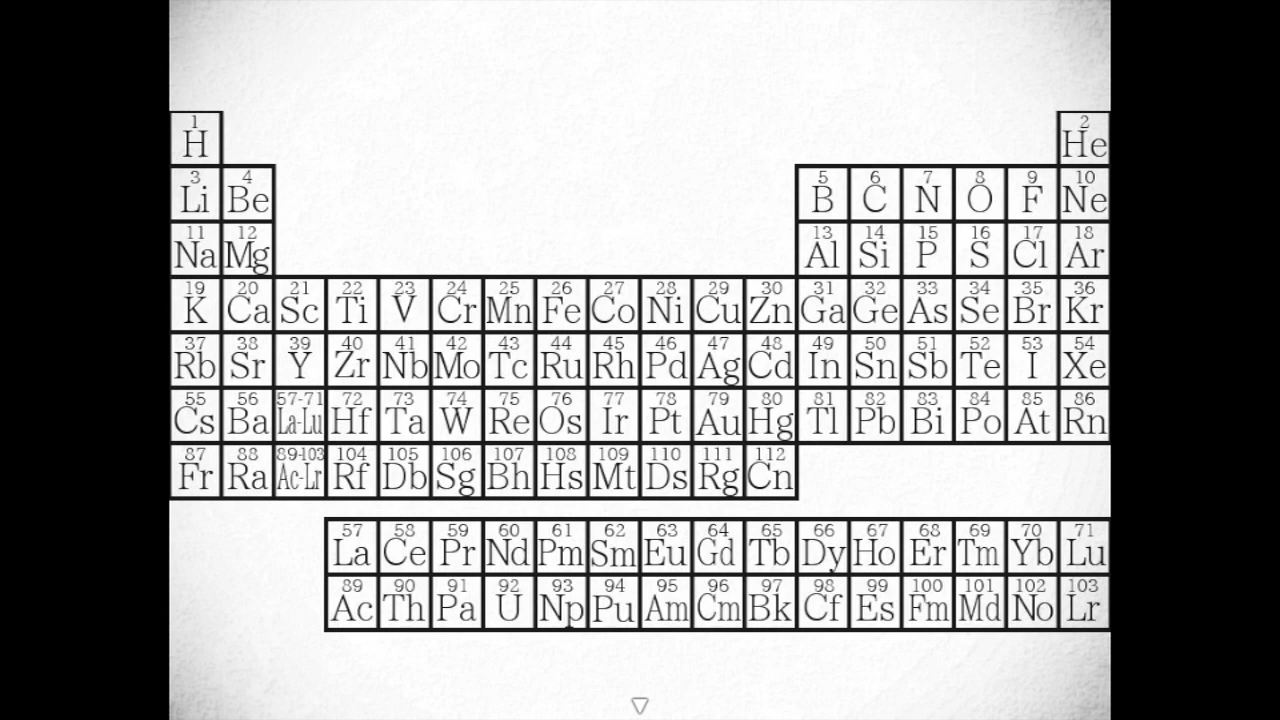 1 2
H He
3 4 5 6 7 8 9 10
Li Be B C N O F Ne
11 12 13 14 15 16 17 18
Na Mg Al Si P S Cl Ar
19 20 21 22 23 24 25 26 27 28 29 30 31 32 33 34 35 36
K Ca Sc Ti V Cr Mn Fe Co Ni Cu Zn Ga Ge As Se Br Kr
37 38 39 40 41 42 43 44 45 46 47 48 49 50 51 52 53 54
Rb Sr Y Zr Nb Mo Tc Ru Rh Pd Ag Cd In Sn Sb Te I Xe
55 56 57-71 72 73 74 75 76 77 78 79 80 81 82 83 84 85 86
Cs Ba La-Lu Hf Ta W Re Os Ir Pt Au Hg Tl Pb Bi Po At Rn
87 88 89-103 104 105 106 107 108 109 110 111 112
Fr Ra Ac-Lr Rf Db Sg Bh Hs Mt Ds Rg Cn
57 58 59 60 61 62 63 64 65 66 67 68 69 70 71
La Ce Pr Nd Pm Sm Eu Gd Tb Dy Ho Er Tm Yb Lu
89 90 91 92 93 94 95 96 97 98 99 100 101 102 103
Ac Th Pa U Np Pu Am Cm Bk Cf Es Fm Md No Lr